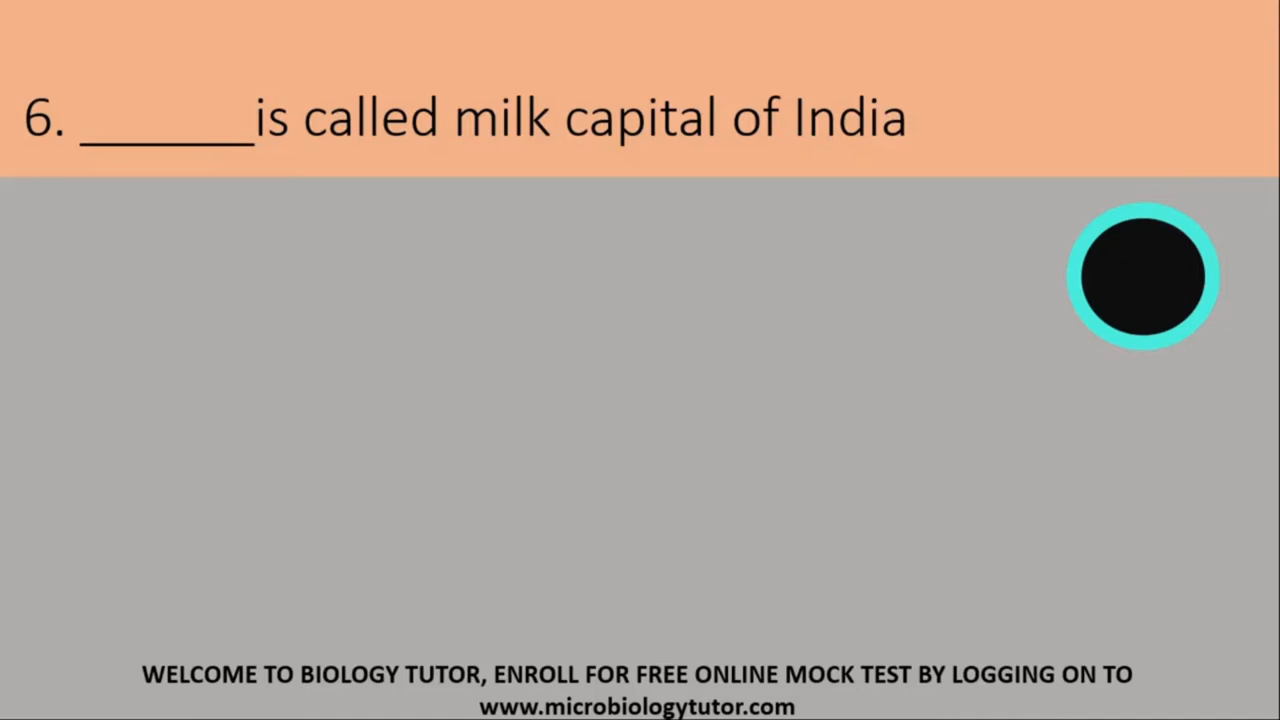 6. ______is called milk capital of India
WELCOME TO BIOLOGY TUTOR, ENROLL FOR FREE ONLINE MOCK TEST BY LOGGING ON TO
www.microbiologytutor.com